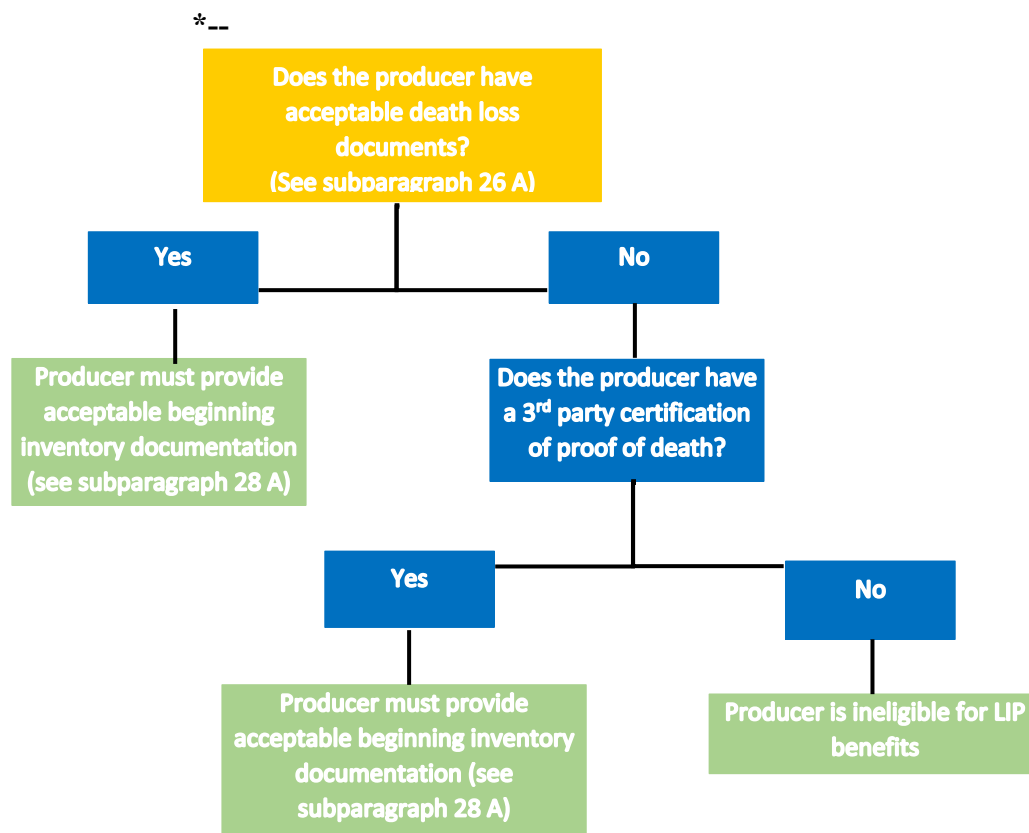 *--
Does the producer have
acceptable death loss
documents?
(See subparagraph 26 A)
Yes
No
Producer must provide
acceptable beginning
inventory documentation
(see subparagraph 28 A)
Does the producer have
a 3rd party certification
of proof of death?
Yes
No
Producer must provide
acceptable beginning inventory
documentation (see
subparagraph 28 A)
Producer is ineligible for LIP
benefits